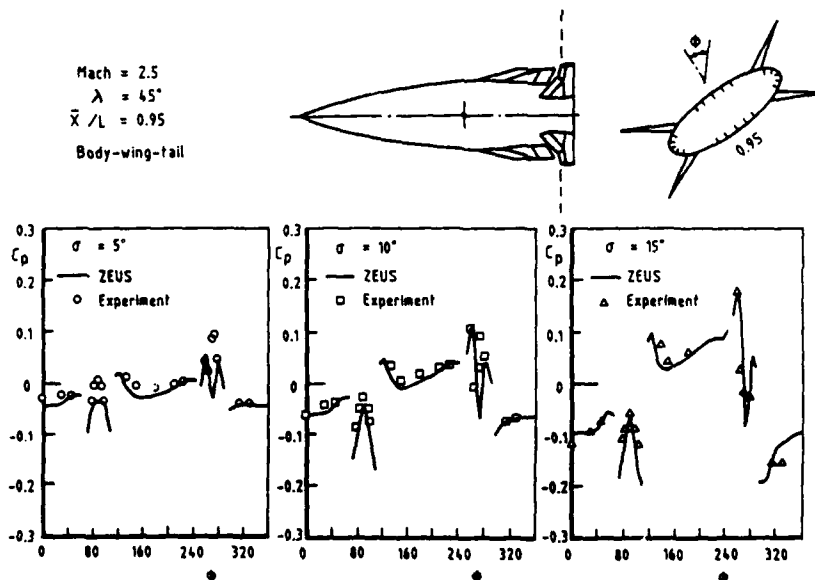 Mach = 2.5
λ = 45°
X̄/L = 0.95
Body-wing-tail
Φ
0.95
0.3
0.2
0.1
0
-0.1
-0.2
-0.3
Cp
σ = 5°
ZEUS
Experiment
0 80 160 240 320
Φ
0.3
0.2
0.1
0
-0.1
-0.2
-0.3
Cp
σ = 10°
ZEUS
Experiment
0 80 160 240 320
Φ
0.3
0.2
0.1
0
-0.1
-0.2
-0.3
Cp
σ = 15°
ZEUS
Experiment
0 80 160 240 320
Φ